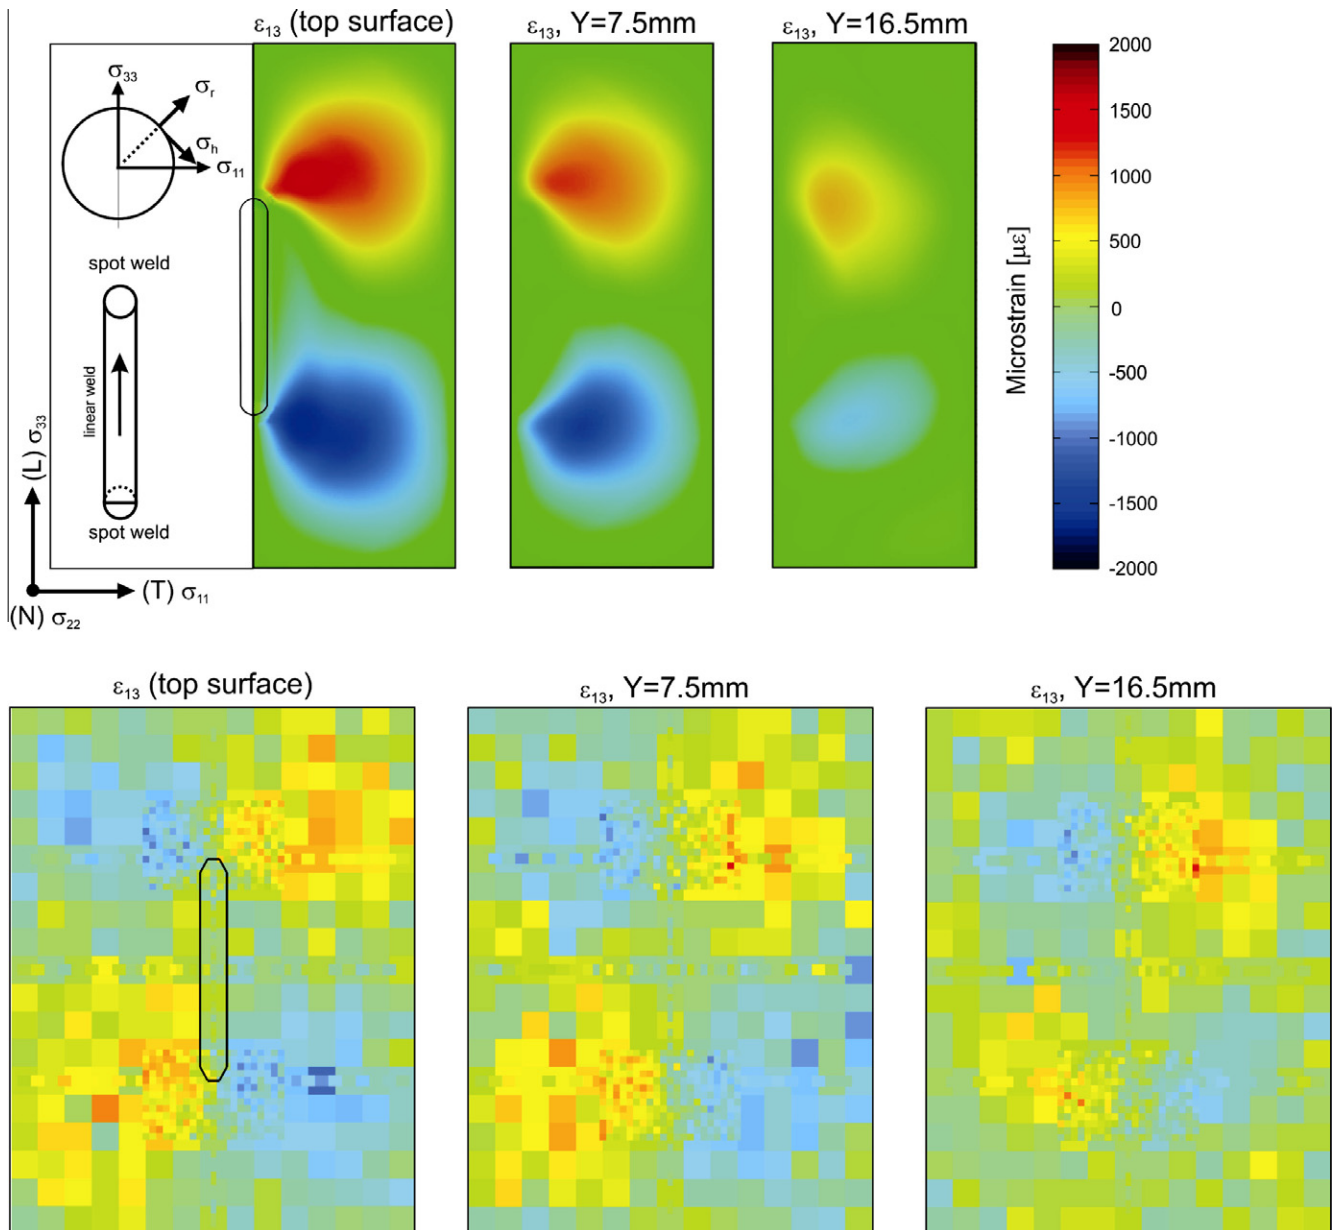 ε₁₃ (top surface)
ε₁₃, Y=7.5mm
ε₁₃, Y=16.5mm
σ₃₃
σᵣ
σₕ
σ₁₁
spot weld
linear weld
spot weld
(L) σ₃₃
(T) σ₁₁
(N) σ₂₂
2000
1500
1000
500
0
-500
-1000
-1500
-2000
Microstrain [με]
ε₁₃ (top surface)
ε₁₃, Y=7.5mm
ε₁₃, Y=16.5mm